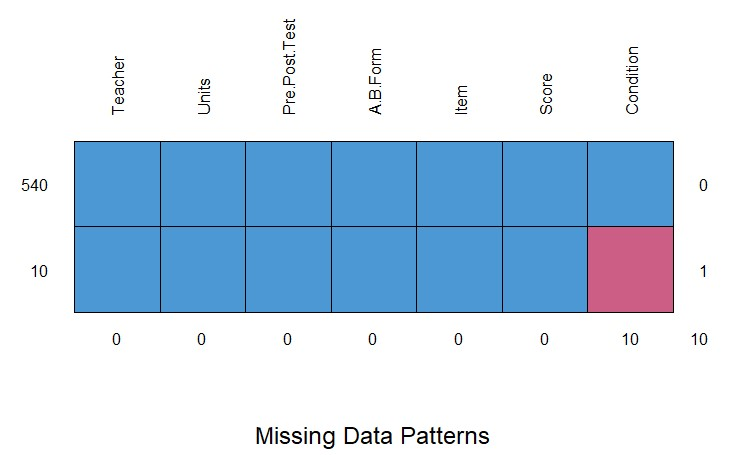 Teacher Units Pre.Post.Test A.B.Form Item Score Condition
540 0
10 1
0 0 0 0 0 0 10 10
Missing Data Patterns